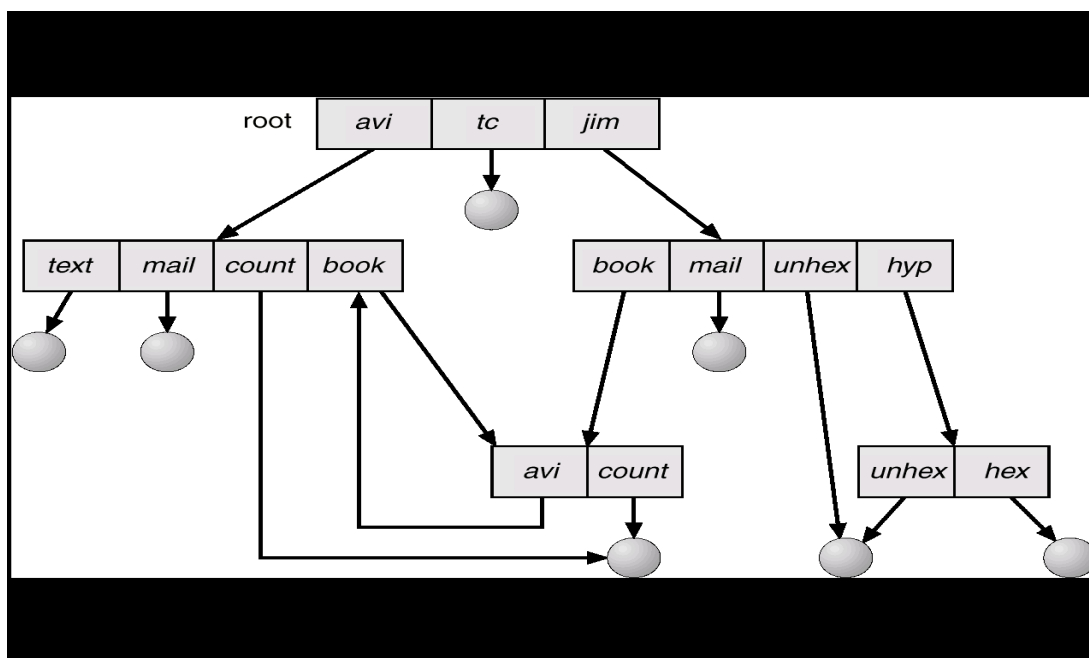 root avi tc jim
text mail count book book mail unhex hyp
avi count unhex hex